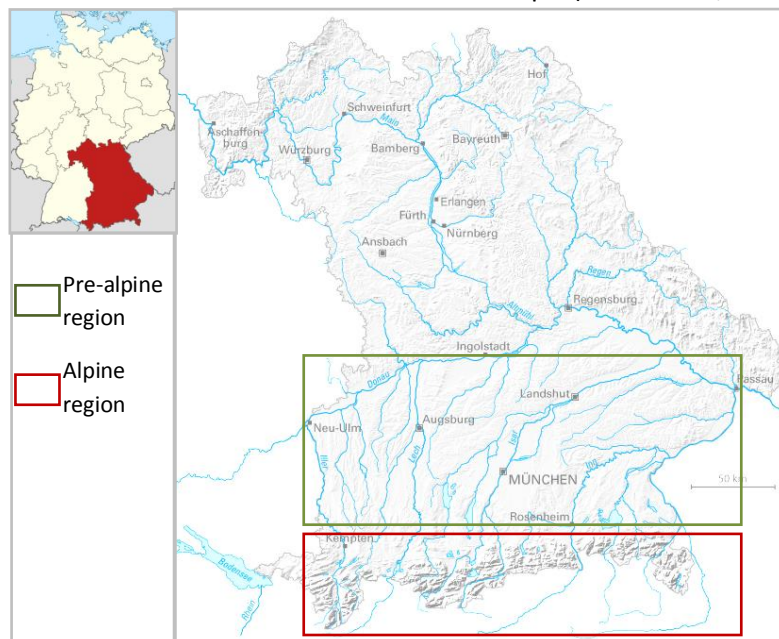 Hof
Schweinfurt
Aschaffen-
burg
Main
Würzburg
Bamberg
Bayreuth
Erlangen
Fürth
Nürnberg
Ansbach
Pre-alpine
region
Regen
Regensburg
Altmühl
Ingolstadt
Alpine
region
Donau
Passau
Landshut
Neu-Ulm
Augsburg
Isar
Iller
Lech
MÜNCHEN
Inn
50 km
Rosenheim
Kempten
Bodensee
Rhein